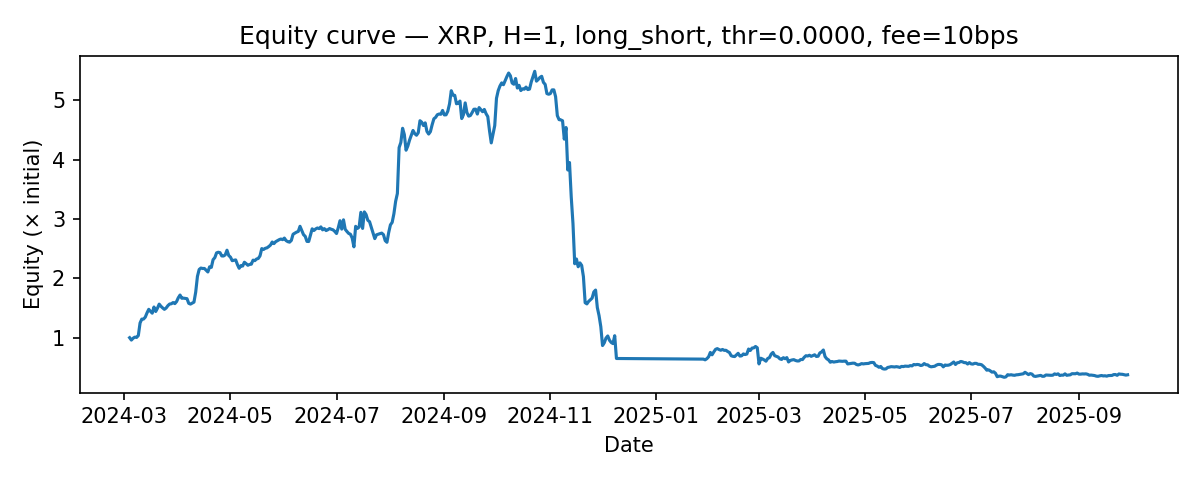 Equity curve — XRP, H=1, long_short, thr=0.0000, fee=10bps
Equity (× initial)
5
4
3
2
1
2024-03 2024-05 2024-07 2024-09 2024-11 2025-01 2025-03 2025-05 2025-07 2025-09
Date